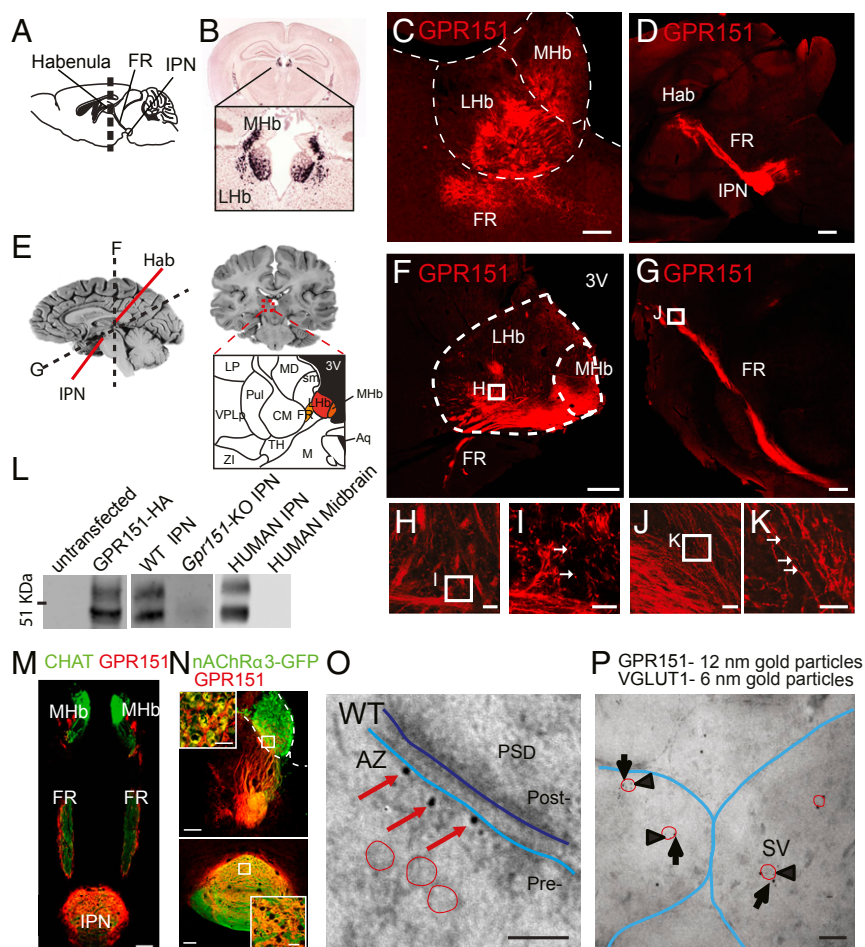 A
Habenula
FR
IPN
B
MHb
LHb
C GPR151
MHb
LHb
FR
D GPR151
Hab
FR
IPN
E
F
Hab
G
IPN
LP
MD
3V
sm
Pul
LHb
MHb
VPLp
CM
FR
TH
Aq
ZI
M
F GPR151
3V
LHb
MHb
H
FR
G GPR151
J
FR
H
I
I
J
K
K
L
untransfected
GPR151-HA
WT IPN
Gpr151-KO IPN
HUMAN IPN
HUMAN Midbrain
51 KDa
M CHAT GPR151
MHb
MHb
FR
FR
IPN
N nAChRα3-GFP
GPR151
O
WT
PSD
AZ
Post-
Pre-
P GPR151- 12 nm gold particles
VGLUT1- 6 nm gold particles
SV